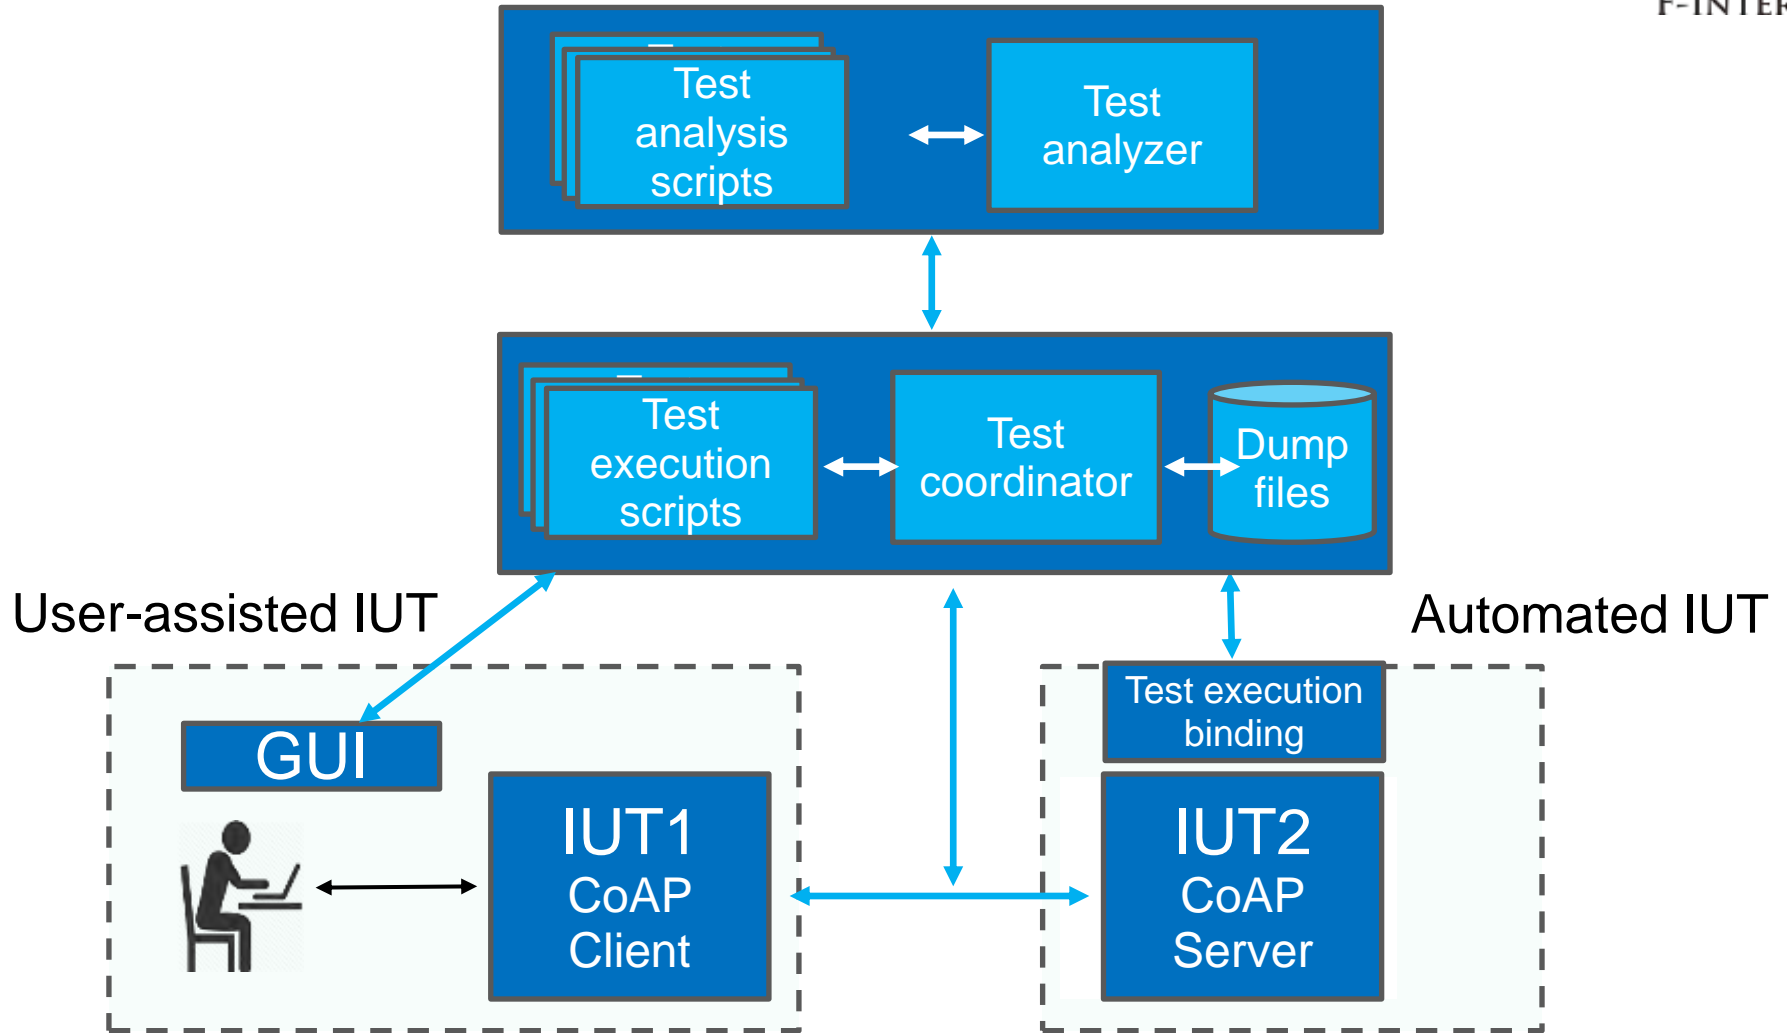 F-INTER
Test
analysis
scripts
Test
analyzer
Test
execution
scripts
Test
coordinator
Dump
files
User-assisted IUT
Automated IUT
GUI
Test execution
binding
IUT1
CoAP
Client
IUT2
CoAP
Server